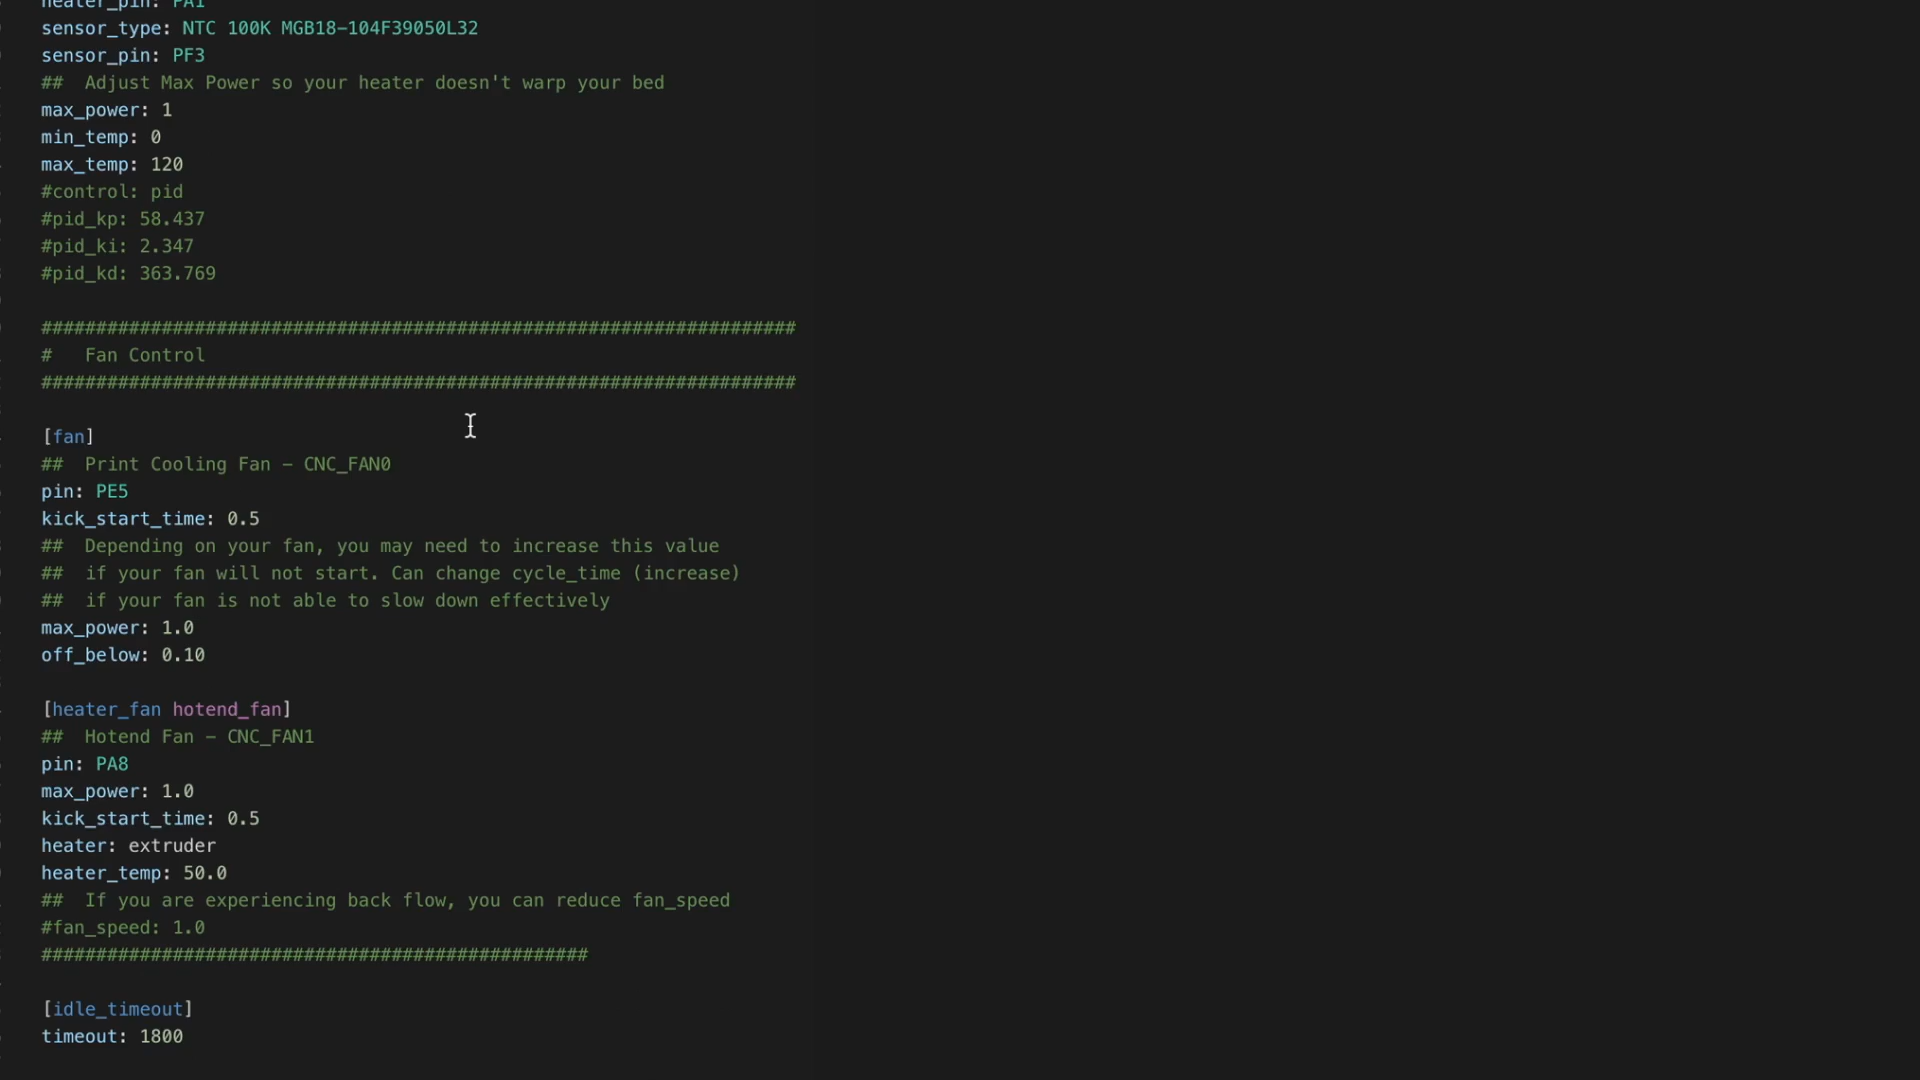 heater_pin: PA1
sensor_type: NTC 100K MGB18-104F39050L32
sensor_pin: PF3
##  Adjust Max Power so your heater doesn't warp your bed
max_power: 1
min_temp: 0
max_temp: 120
#control: pid
#pid_kp: 58.437
#pid_ki: 2.347
#pid_kd: 363.769
#####################################################################
#   Fan Control
#####################################################################
[fan]
##  Print Cooling Fan - CNC_FAN0
pin: PE5
kick_start_time: 0.5
##  Depending on your fan, you may need to increase this value
##  if your fan will not start. Can change cycle_time (increase)
##  if your fan is not able to slow down effectively
max_power: 1.0
off_below: 0.10
[heater_fan hotend_fan]
##  Hotend Fan - CNC_FAN1
pin: PA8
max_power: 1.0
kick_start_time: 0.5
heater: extruder
heater_temp: 50.0
##  If you are experiencing back flow, you can reduce fan_speed
#fan_speed: 1.0
##################################################
[idle_timeout]
timeout: 1800